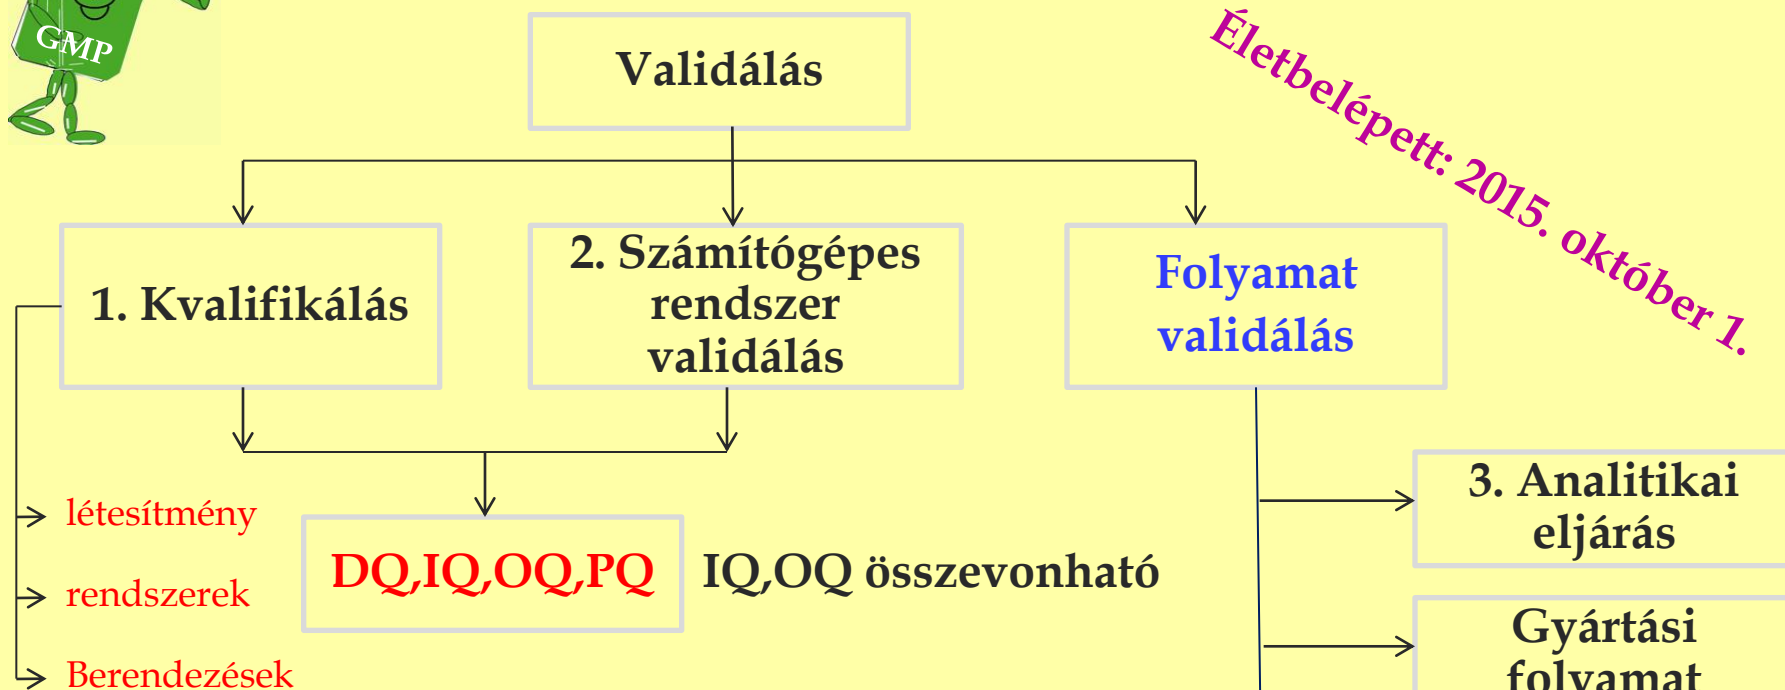 GMP
Validálás
Életbelépett: 2015. október 1.
1. Kvalifikálás
2. Számítógépes
rendszer
validálás
Folyamat
validálás
létesítmény
rendszerek
Berendezések
DQ,IQ,OQ,PQ
IQ,OQ összevonható
3. Analitikai
eljárás
Gyártási
folyamat